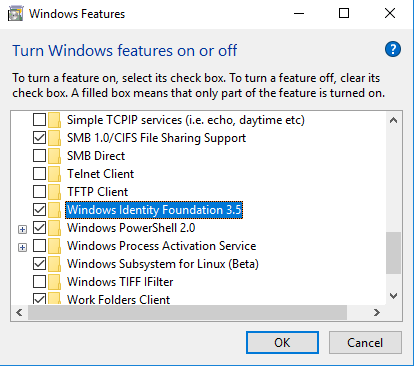 Windows Features
Turn Windows features on or off
To turn a feature on, select its check box. To turn a feature off, clear its
check box. A filled box means that only part of the feature is turned on.
Simple TCPIP services (i.e. echo, daytime etc)
SMB 1.0/CIFS File Sharing Support
SMB Direct
Telnet Client
TFTP Client
Windows Identity Foundation 3.5
Windows PowerShell 2.0
Windows Process Activation Service
Windows Subsystem for Linux (Beta)
Windows TIFF IFilter
Work Folders Client
OK
Cancel